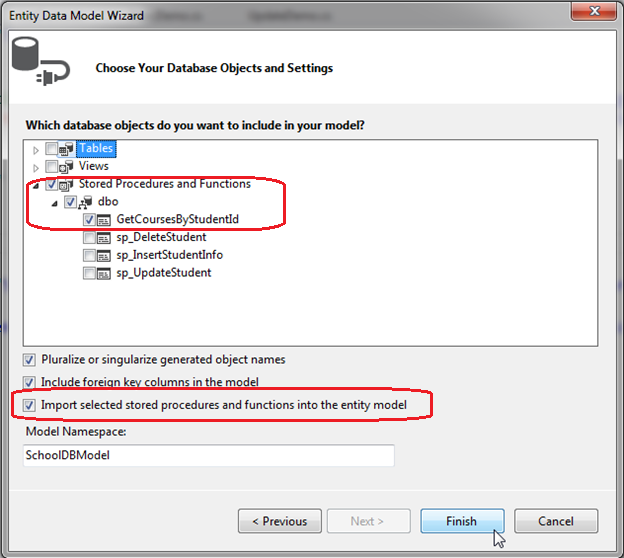 Entity Data Model Wizard
Choose Your Database Objects and Settings
Which database objects do you want to include in your model?
Tables
Views
Stored Procedures and Functions
dbo
GetCoursesByStudentId
sp_DeleteStudent
sp_InsertStudentInfo
sp_UpdateStudent
Pluralize or singularize generated object names
Include foreign key columns in the model
Import selected stored procedures and functions into the entity model
Model Namespace:
SchoolDBModel
< Previous
Next >
Finish
Cancel